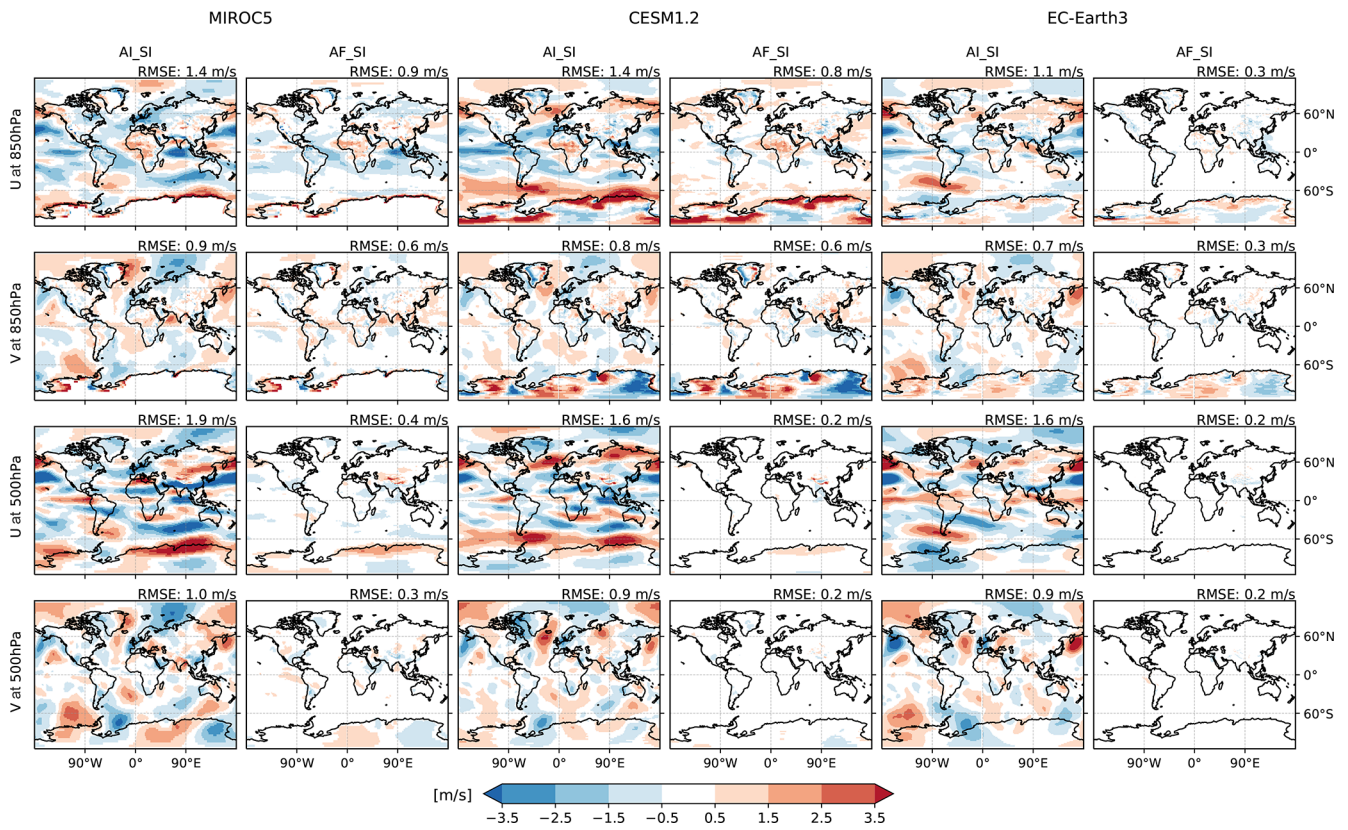 MIROC5 CESM1.2 EC-Earth3
AI_SI AF_SI AI_SI AF_SI AI_SI AF_SI
RMSE: 1.4 m/s RMSE: 0.9 m/s RMSE: 1.4 m/s RMSE: 0.8 m/s RMSE: 1.1 m/s RMSE: 0.3 m/s
U at 850hPa
60°N
0°
60°S
RMSE: 0.9 m/s RMSE: 0.6 m/s RMSE: 0.8 m/s RMSE: 0.6 m/s RMSE: 0.7 m/s RMSE: 0.3 m/s
V at 850hPa
60°N
0°
60°S
RMSE: 1.9 m/s RMSE: 0.4 m/s RMSE: 1.6 m/s RMSE: 0.2 m/s RMSE: 1.6 m/s RMSE: 0.2 m/s
U at 500hPa
60°N
0°
60°S
RMSE: 1.0 m/s RMSE: 0.3 m/s RMSE: 0.9 m/s RMSE: 0.2 m/s RMSE: 0.9 m/s RMSE: 0.2 m/s
V at 500hPa
60°N
0°
60°S
90°W 0° 90°E 90°W 0° 90°E 90°W 0° 90°E 90°W 0° 90°E 90°W 0° 90°E 90°W 0° 90°E
[m/s]
−3.5 −2.5 −1.5 −0.5 0.5 1.5 2.5 3.5